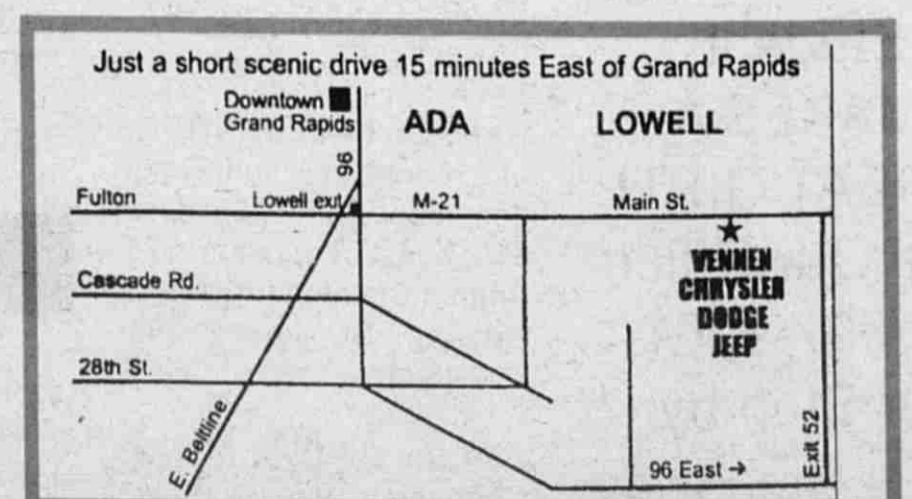 Just a short scenic drive 15 minutes East of Grand Rapids
Downtown
Grand Rapids
ADA
LOWELL
96
Fulton
Lowell exit
M-21
Main St.
VENNEN
CHRYSLER
DODGE
JEEP
Cascade Rd.
28th St.
E. Beltline
96 East →
Exit 52